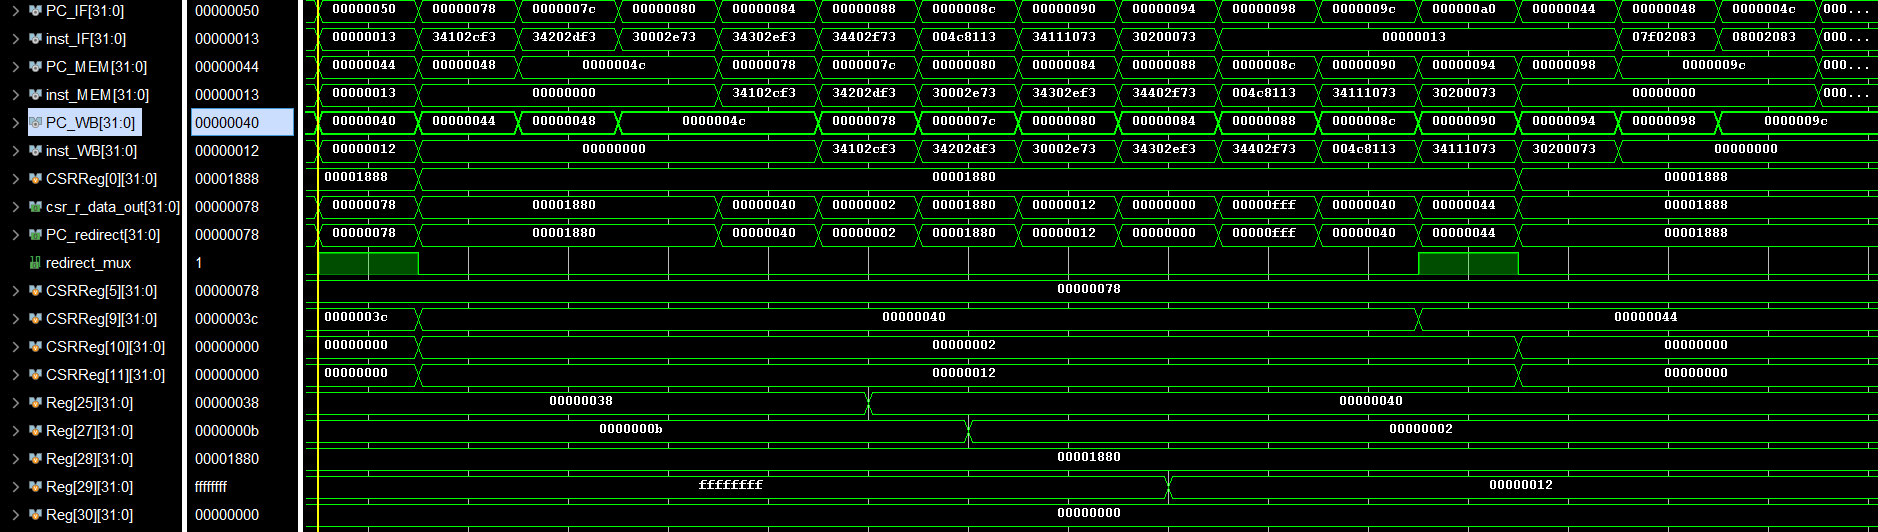 PC_IF[31:0] 00000050 00000050 00000078 0000007c 00000080 00000084 00000088 0000008c 00000090 00000094 00000098 0000009c 000000a0 00000044 00000048 0000004c 000...
inst_IF[31:0] 00000013 00000013 34102cf3 34202df3 30002e73 34302ef3 34402f73 004c8113 34111073 30200073 00000013 07f02083 08002083 000...
PC_MEM[31:0] 00000044 00000044 00000048 0000004c 00000078 0000007c 00000080 00000084 00000088 0000008c 00000090 00000094 00000098 0000009c 000...
inst_MEM[31:0] 00000013 00000013 00000000 34102cf3 34202df3 30002e73 34302ef3 34402f73 004c8113 34111073 30200073 00000000 000...
PC_WB[31:0] 00000040 00000040 00000044 00000048 0000004c 00000078 0000007c 00000080 00000084 00000088 0000008c 00000090 00000094 00000098 0000009c
inst_WB[31:0] 00000012 00000012 00000000 34102cf3 34202df3 30002e73 34302ef3 34402f73 004c8113 34111073 30200073 00000000
CSRReg[0][31:0] 00001888 00001888 00001880 00001888
csr_r_data_out[31:0] 00000078 00000078 00001880 00000040 00000002 00001880 00000012 00000000 00000fff 00000040 00000044 00001888
PC_redirect[31:0] 00000078 00000078 00001880 00000040 00000002 00001880 00000012 00000000 00000fff 00000040 00000044 00001888
redirect_mux 1
CSRReg[5][31:0] 00000078 00000078
CSRReg[9][31:0] 0000003c 0000003c 00000040 00000044
CSRReg[10][31:0] 00000000 00000000 00000002 00000000
CSRReg[11][31:0] 00000000 00000000 00000012 00000000
Reg[25][31:0] 00000038 00000038 00000040
Reg[27][31:0] 0000000b 0000000b 00000002
Reg[28][31:0] 00001880 00001880
Reg[29][31:0] ffffffff ffffffff 00000012
Reg[30][31:0] 00000000 00000000